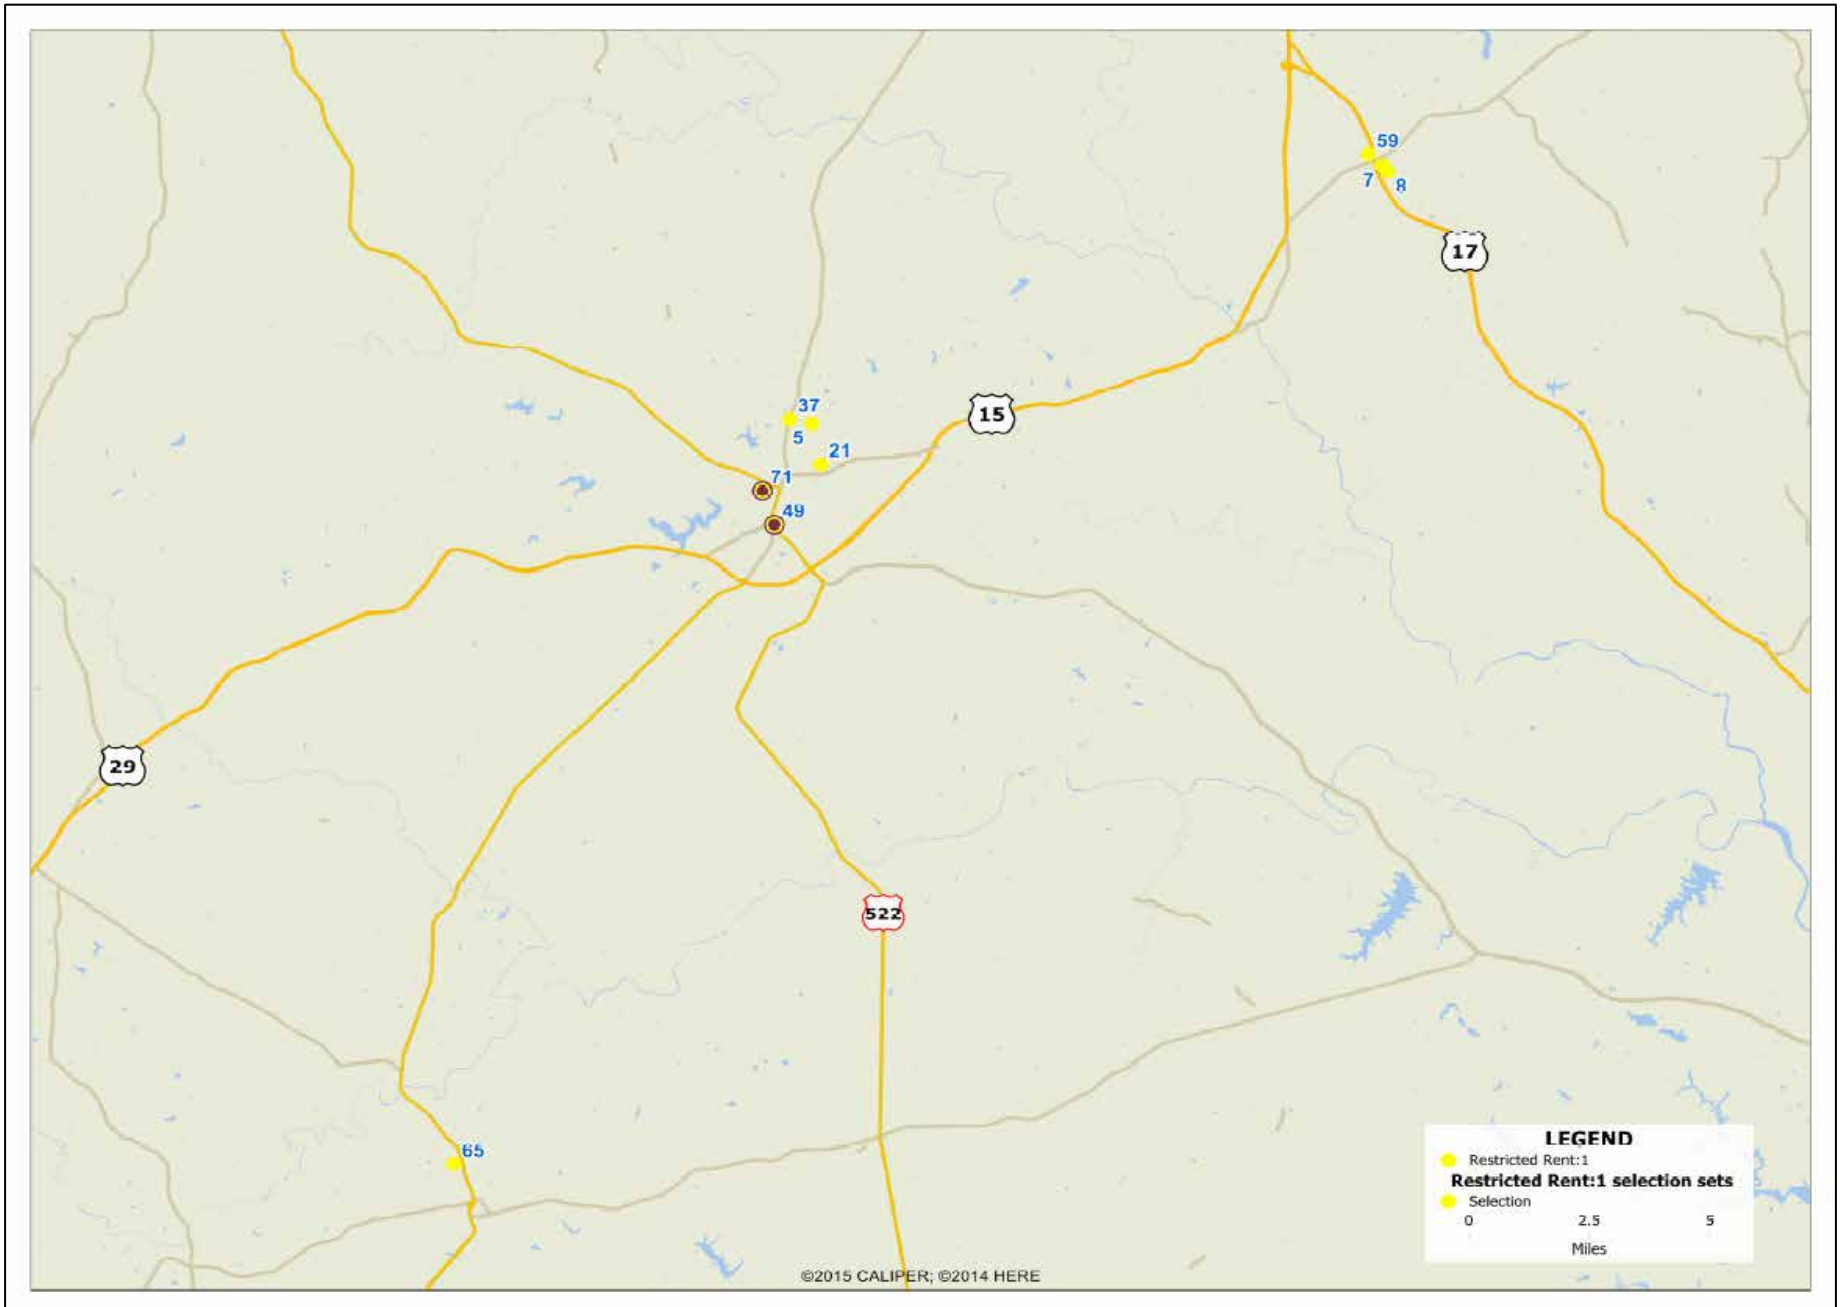 59
7
8
17
37
15
5
21
71
49
29
522
65
LEGEND
Restricted Rent:1
Restricted Rent:1 selection sets
Selection
0 2.5 5
Miles
©2015 CALIPER; ©2014 HERE